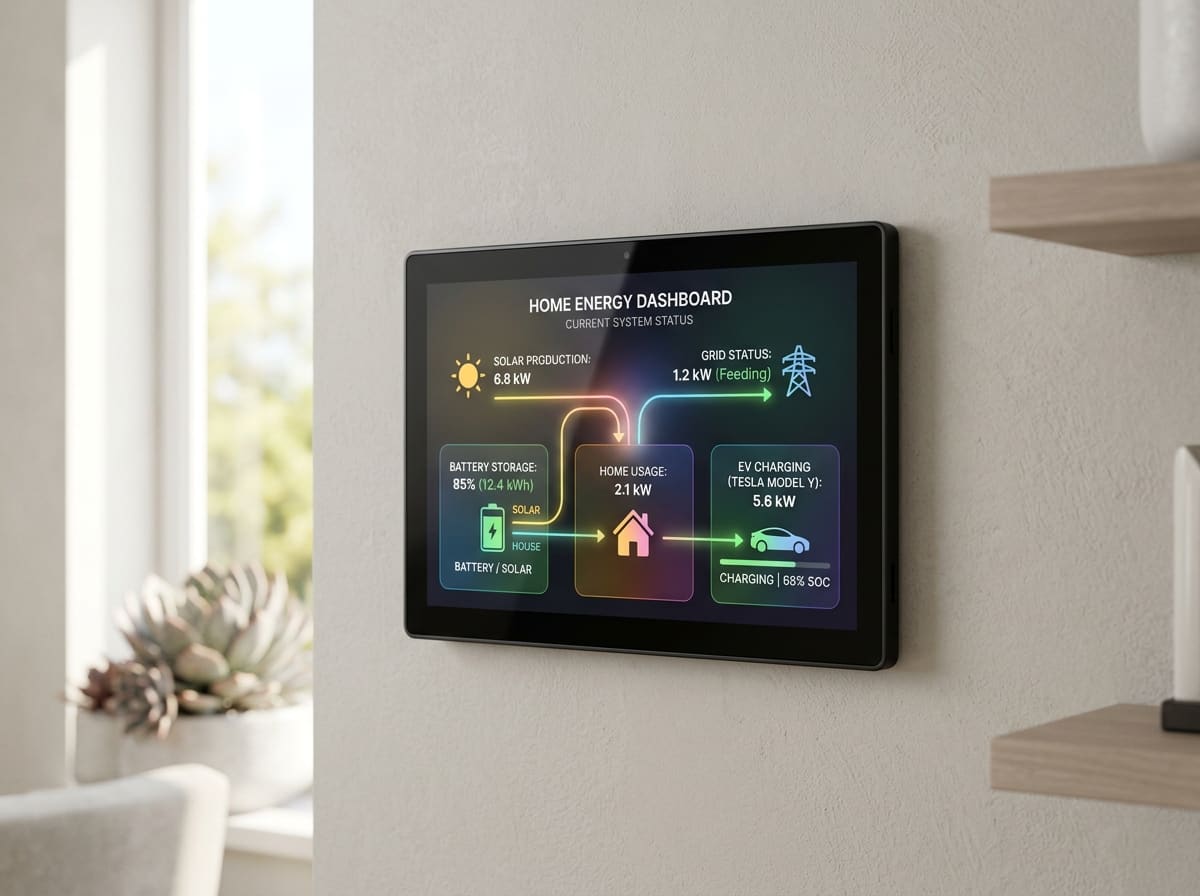 HOME ENERGY DASHBOARD
CURRENT SYSTEM STATUS
SOLAR PRODUCTION:
6.8 kW
GRID STATUS:
1.2 kW (Feeding)
BATTERY STORAGE:
85% (12.4 kWh)
SOLAR
HOUSE
BATTERY / SOLAR
HOME USAGE:
2.1 kW
EV CHARGING
(TESLA MODEL Y):
5.6 kW
CHARGING | 68% SOC